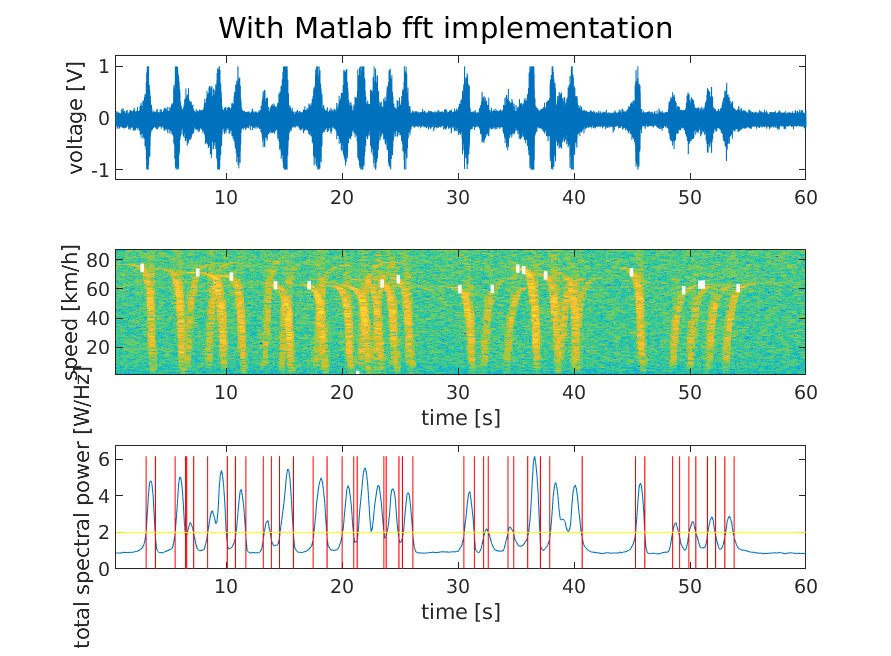 With Matlab fft implementation
voltage [V]
1
0
-1
10 20 30 40 50 60
speed [km/h]
80
60
40
20
10 20 30 40 50 60
time [s]
total spectral power [W/Hz]
6
4
2
0
10 20 30 40 50 60
time [s]